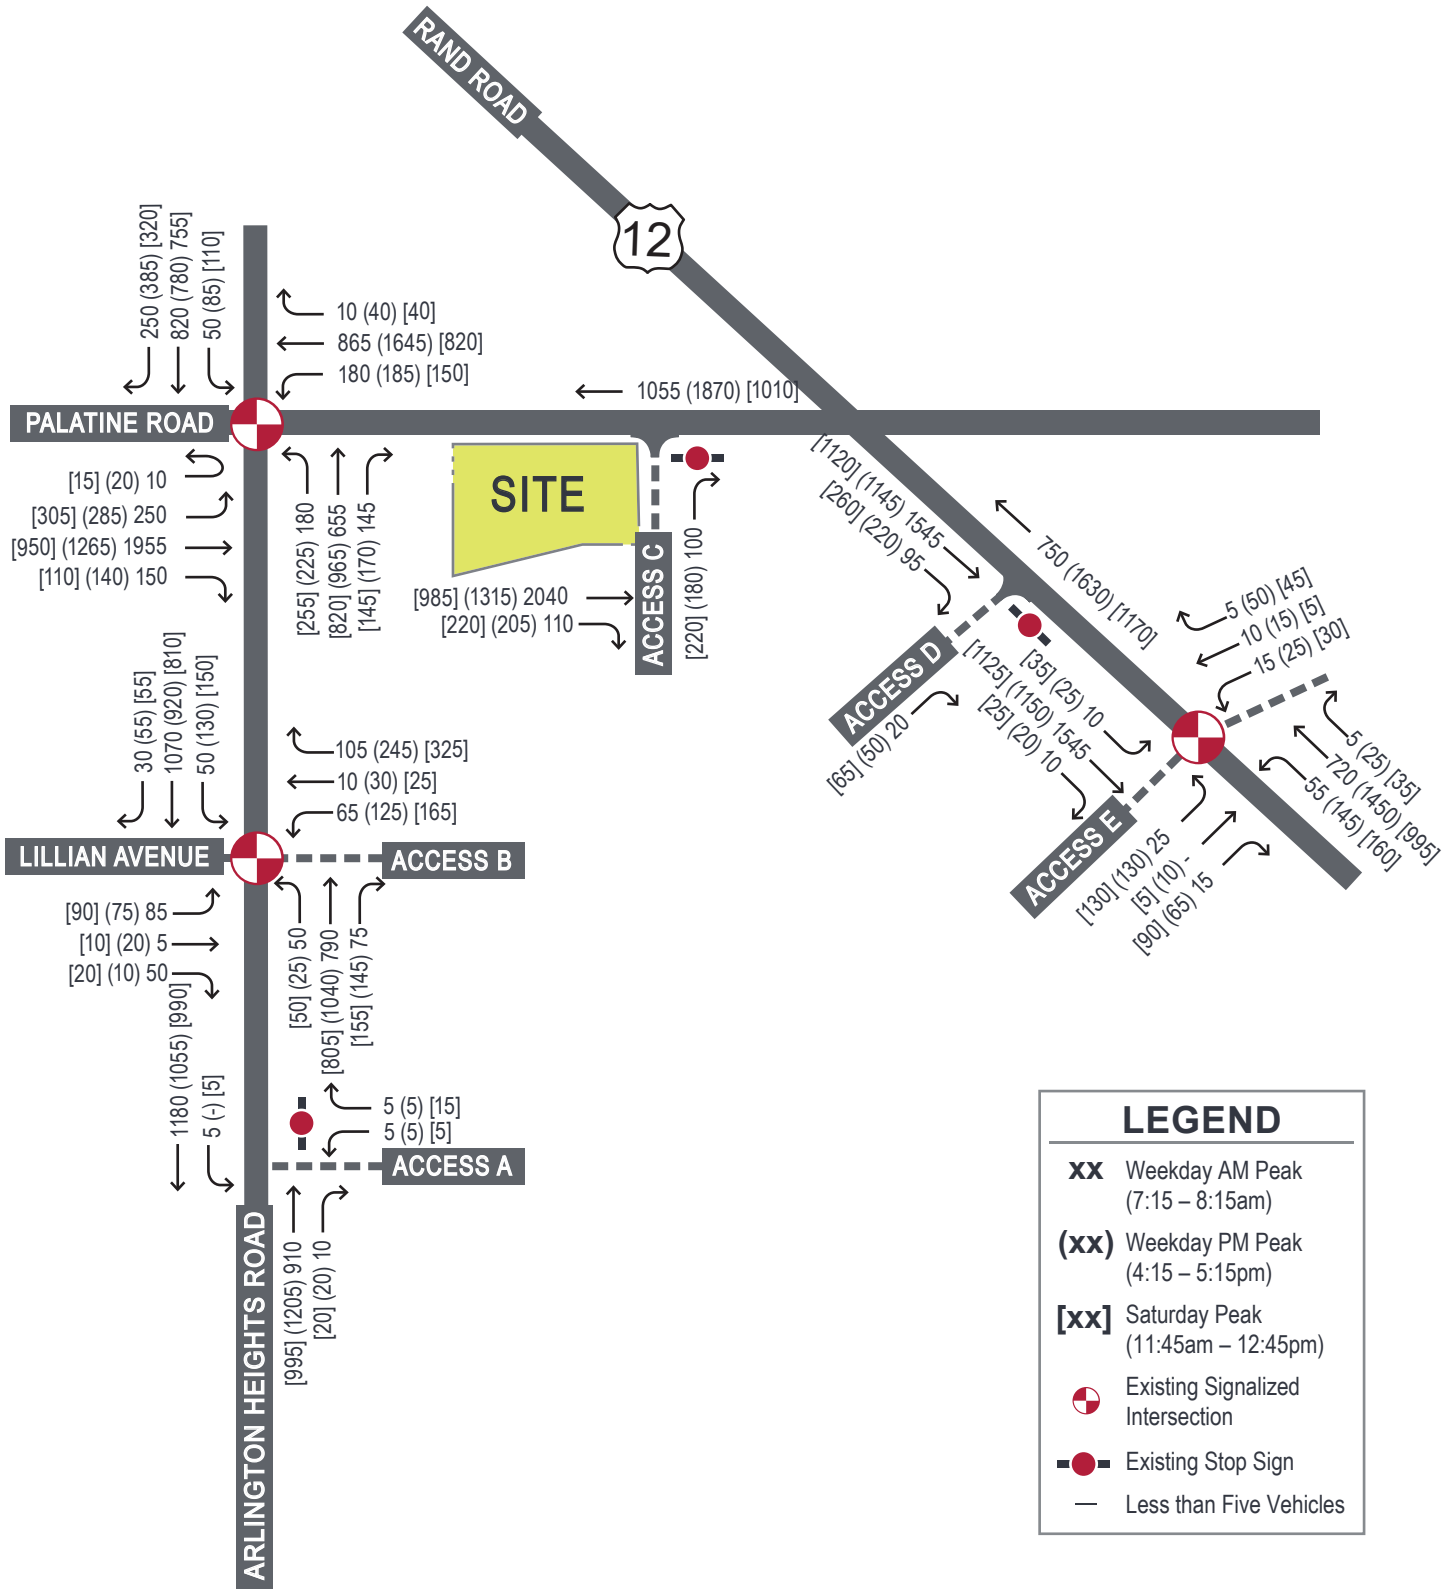 RAND ROAD
12
250 (385) [320]
820 (780) 755]
50 (85) [110]
10 (40) [40]
865 (1645) [820]
180 (185) [150]
1055 (1870) [1010]
PALATINE ROAD
[15] (20) 10
[305] (285) 250
[950] (1265) 1955
[110] (140) 150
[255] (225) 180
[820] (965) 655
[145] (170) 145
SITE
ACCESS C
[985] (1315) 2040
[220] (205) 110
[220] (180) 100
[1120] (1145) 1545
[260] (220) 95
750 (1630) [1170]
ACCESS D
[65] (50) 20
5 (50) [45]
10 (15) [5]
15 (25) [30]
[35] (25) 10
[1125] (1150) 1545
[25] (20) 10
5 (25) [35]
720 (1450) [995]
55 (145) [160]
ACCESS E
[130] (130) 25
[5] (10) -
[90] (65) 15
30 (55) [55]
1070 (920) [810]
50 (130) [150]
105 (245) [325]
10 (30) [25]
65 (125) [165]
LILLIAN AVENUE
ACCESS B
[90] (75) 85
[10] (20) 5
[20] (10) 50
[50] (25) 50
[805] (1040) 790
[155] (145) 75
1180 (1055) [990]
5 (-) [5]
5 (5) [15]
5 (5) [5]
ACCESS A
[995] (1205) 910
[20] (20) 10
ARLINGTON HEIGHTS ROAD
LEGEND
xx Weekday AM Peak
(7:15 – 8:15am)
(xx) Weekday PM Peak
(4:15 – 5:15pm)
[xx] Saturday Peak
(11:45am – 12:45pm)
Existing Signalized
Intersection
Existing Stop Sign
— Less than Five Vehicles